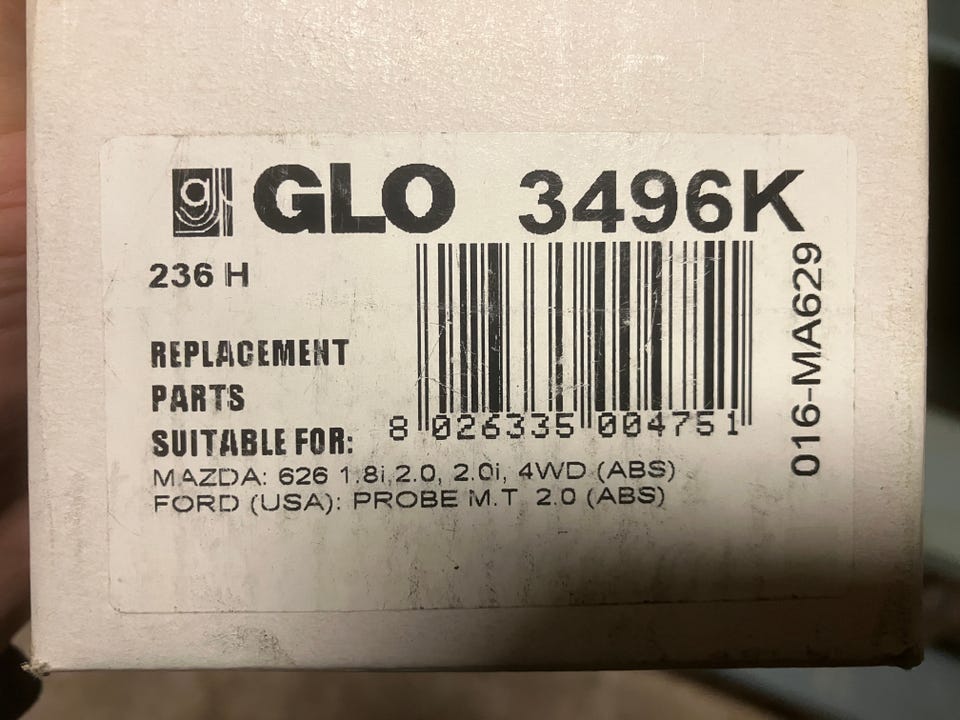 g GLO 3496K
236 H
REPLACEMENT
PARTS
SUITABLE FOR:
8 026335 004751
MAZDA: 626 1.8i,2.0, 2.0i, 4WD (ABS)
FORD (USA): PROBE M.T 2.0 (ABS)
016-MA629